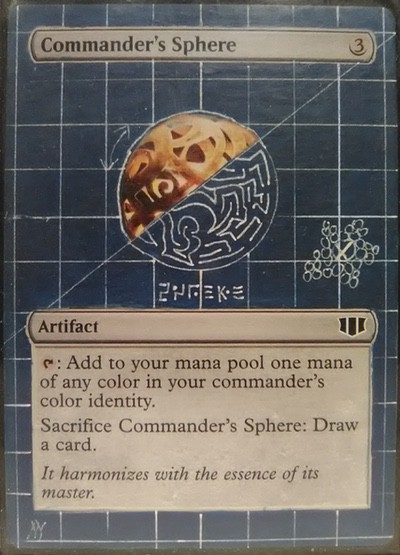 Commander's Sphere 3
Artifact
: Add to your mana pool one mana
of any color in your commander's
color identity.
Sacrifice Commander's Sphere: Draw
a card.
It harmonizes with the essence of its
master.